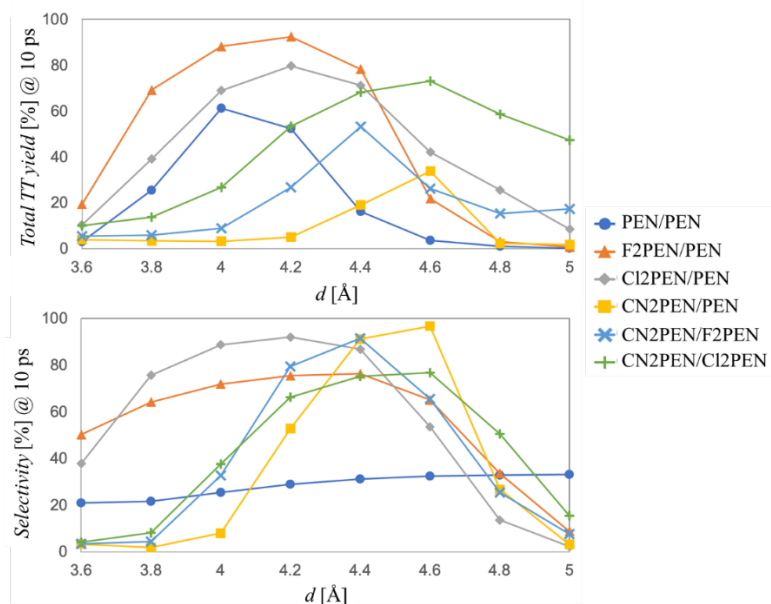 Total TT yield [%] @ 10 ps
100
80
60
40
20
0
3.6 3.8 4 4.2 4.4 4.6 4.8 5
d [Å]
PEN/PEN
F2PEN/PEN
Cl2PEN/PEN
CN2PEN/PEN
CN2PEN/F2PEN
CN2PEN/Cl2PEN
Selectivity [%] @ 10 ps
100
80
60
40
20
0
3.6 3.8 4 4.2 4.4 4.6 4.8 5
d [Å]